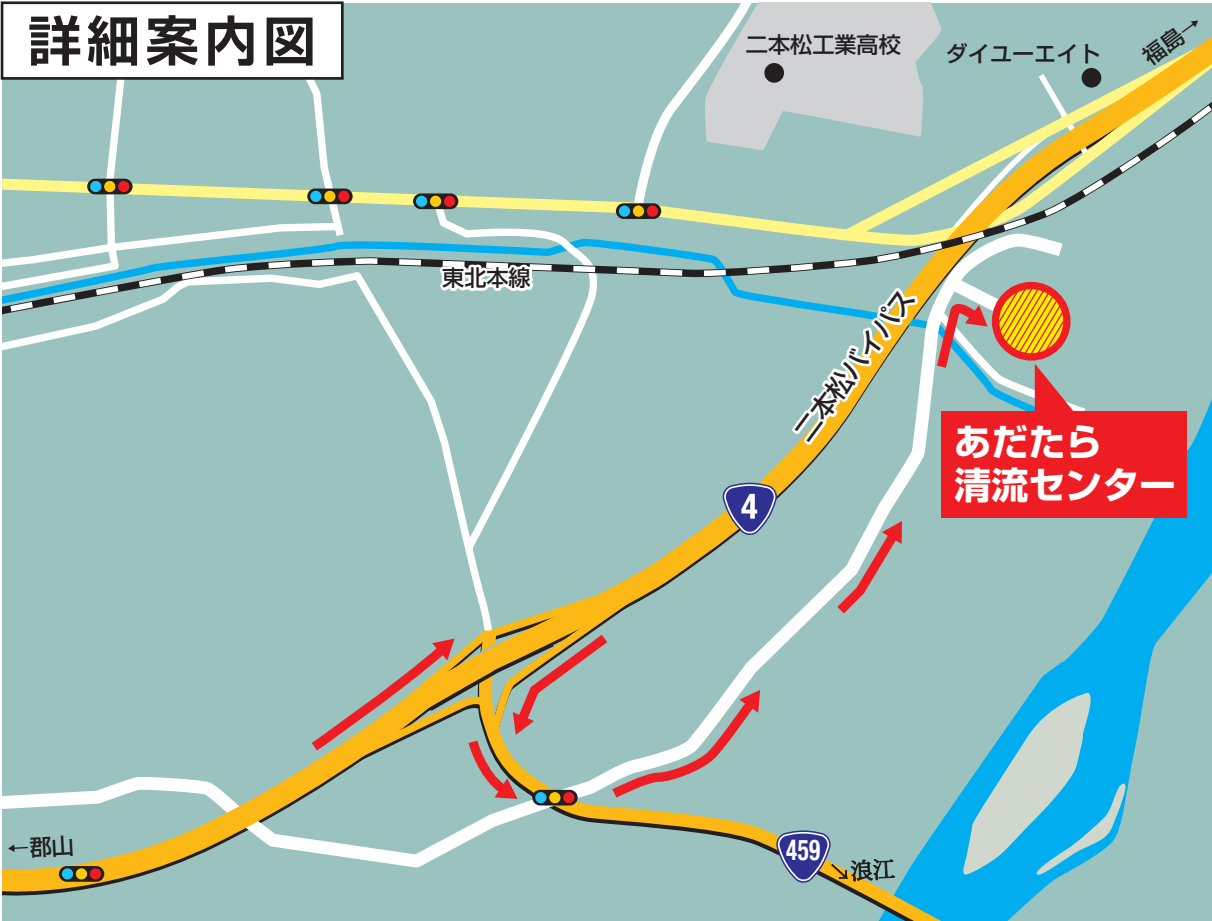 詳細案内図
二本松工業高校
ダイユーエイト
福島→
東北本線
二本松バイパス
あだたら
清流センター
4
←郡山
459
↘浪江